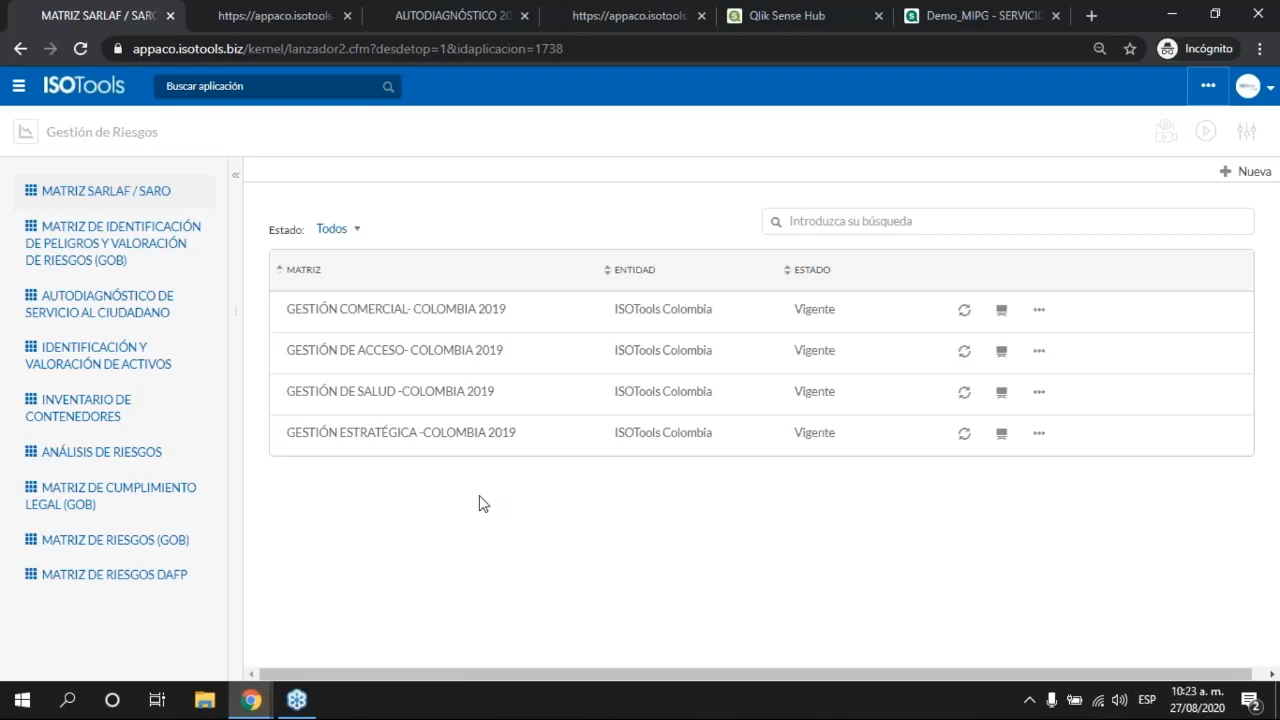 MATRIZ SARLAF / SARO
https://appaco.isotools
AUTODIAGNÓSTICO 20
https://appaco.isotools
Qlik Sense Hub
Demo_MIPG - SERVICIO
appaco.isotools.biz/kernel/lanzador2.cfm?desdetop=1&idaplicacion=1738
Incógnito
ISOTools
Buscar aplicación
Gestión de Riesgos
Nueva
MATRIZ SARLAF / SARO
MATRIZ DE IDENTIFICACIÓN
DE PELIGROS Y VALORACIÓN
DE RIESGOS (GOB)
AUTODIAGNÓSTICO DE
SERVICIO AL CIUDADANO
IDENTIFICACIÓN Y
VALORACIÓN DE ACTIVOS
INVENTARIO DE
CONTENEDORES
ANÁLISIS DE RIESGOS
MATRIZ DE CUMPLIMIENTO
LEGAL (GOB)
MATRIZ DE RIESGOS (GOB)
MATRIZ DE RIESGOS DAFP
Estado: Todos
Introduzca su búsqueda
MATRIZ ENTIDAD ESTADO
GESTIÓN COMERCIAL- COLOMBIA 2019 ISOTools Colombia Vigente
GESTIÓN DE ACCESO- COLOMBIA 2019 ISOTools Colombia Vigente
GESTIÓN DE SALUD -COLOMBIA 2019 ISOTools Colombia Vigente
GESTIÓN ESTRATÉGICA -COLOMBIA 2019 ISOTools Colombia Vigente
ESP
10:23 a. m.
27/08/2020
2